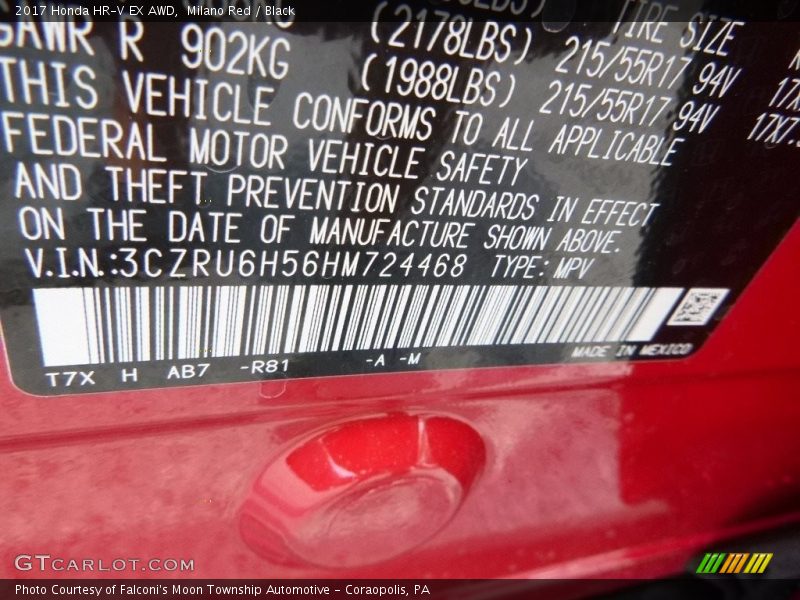 2017 Honda HR-V EX AWD, Milano Red / Black
TIRE SIZE
(2178LBS) 215/55R17 94V
GAWR R 902KG (1988LBS) 215/55R17 94V
THIS VEHICLE CONFORMS TO ALL APPLICABLE
FEDERAL MOTOR VEHICLE SAFETY
AND THEFT PREVENTION STANDARDS IN EFFECT
ON THE DATE OF MANUFACTURE SHOWN ABOVE.
V.I.N.:3CZRU6H56HM724468 TYPE: MPV
MADE IN MEXICO
T7X H AB7 -R81 -A -M
GTCARLOT.COM
Photo Courtesy of Falconi's Moon Township Automotive - Coraopolis, PA